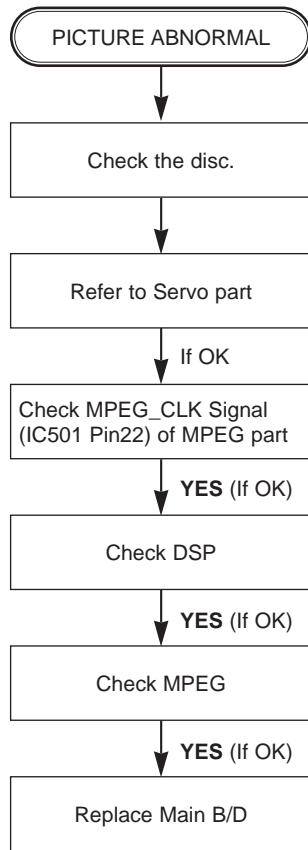 PICTURE ABNORMAL
Check the disc.
Refer to Servo part
If OK
Check MPEG_CLK Signal
(IC501 Pin22) of MPEG part
YES (If OK)
Check DSP
YES (If OK)
Check MPEG
YES (If OK)
Replace Main B/D